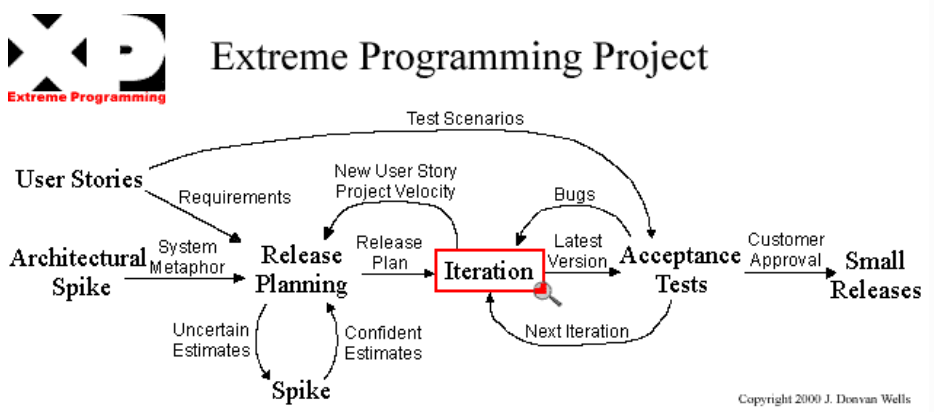 XP
Extreme Programming
Extreme Programming Project
Test Scenarios
User Stories
Requirements
New User Story
Project Velocity
Bugs
Architectural
Spike
System
Metaphor
Release
Planning
Release
Plan
Iteration
Latest
Version
Acceptance
Tests
Customer
Approval
Small
Releases
Next Iteration
Uncertain
Estimates
Confident
Estimates
Spike
Copyright 2000 J. Donvan Wells